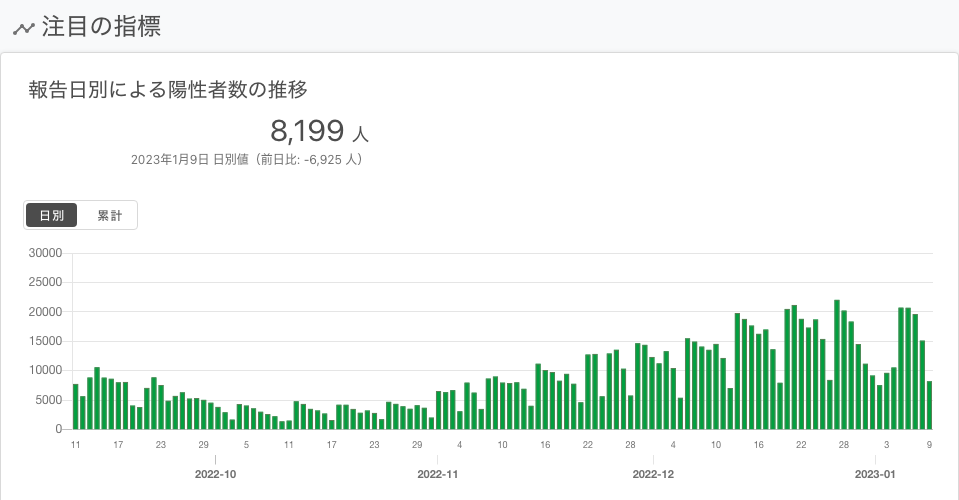 注目の指標
報告日別による陽性者数の推移
8,199 人
2023年1月9日 日別値（前日比: -6,925 人）
日別 累計
30000
25000
20000
15000
10000
5000
0
11 17 23 29 5 11 17 23 29 4 10 16 22 28 4 10 16 22 28 3 9
2022-10 2022-11 2022-12 2023-01